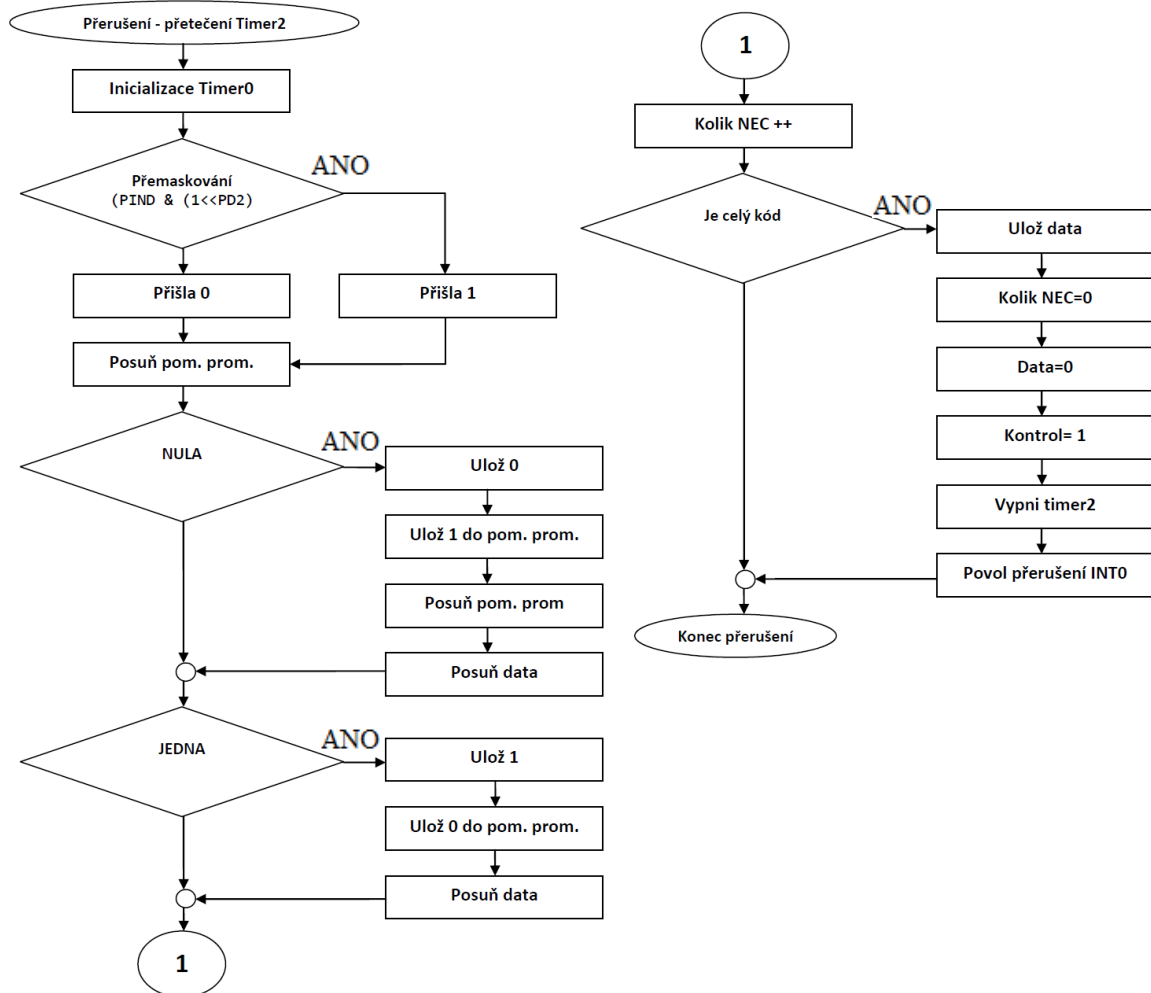 Přerušení - přetečení Timer2
Inicializace Timer0
Přemaskování
(PIND & (1<<PD2)
ANO
Přišla 0
Přišla 1
Posuň pom. prom.
NULA
ANO
Ulož 0
Ulož 1 do pom. prom.
Posuň pom. prom
Posuň data
JEDNA
ANO
Ulož 1
Ulož 0 do pom. prom.
Posuň data
1
1
Kolik NEC ++
Je celý kód
ANO
Ulož data
Kolik NEC=0
Data=0
Kontrol= 1
Vypni timer2
Povol přerušení INT0
Konec přerušení